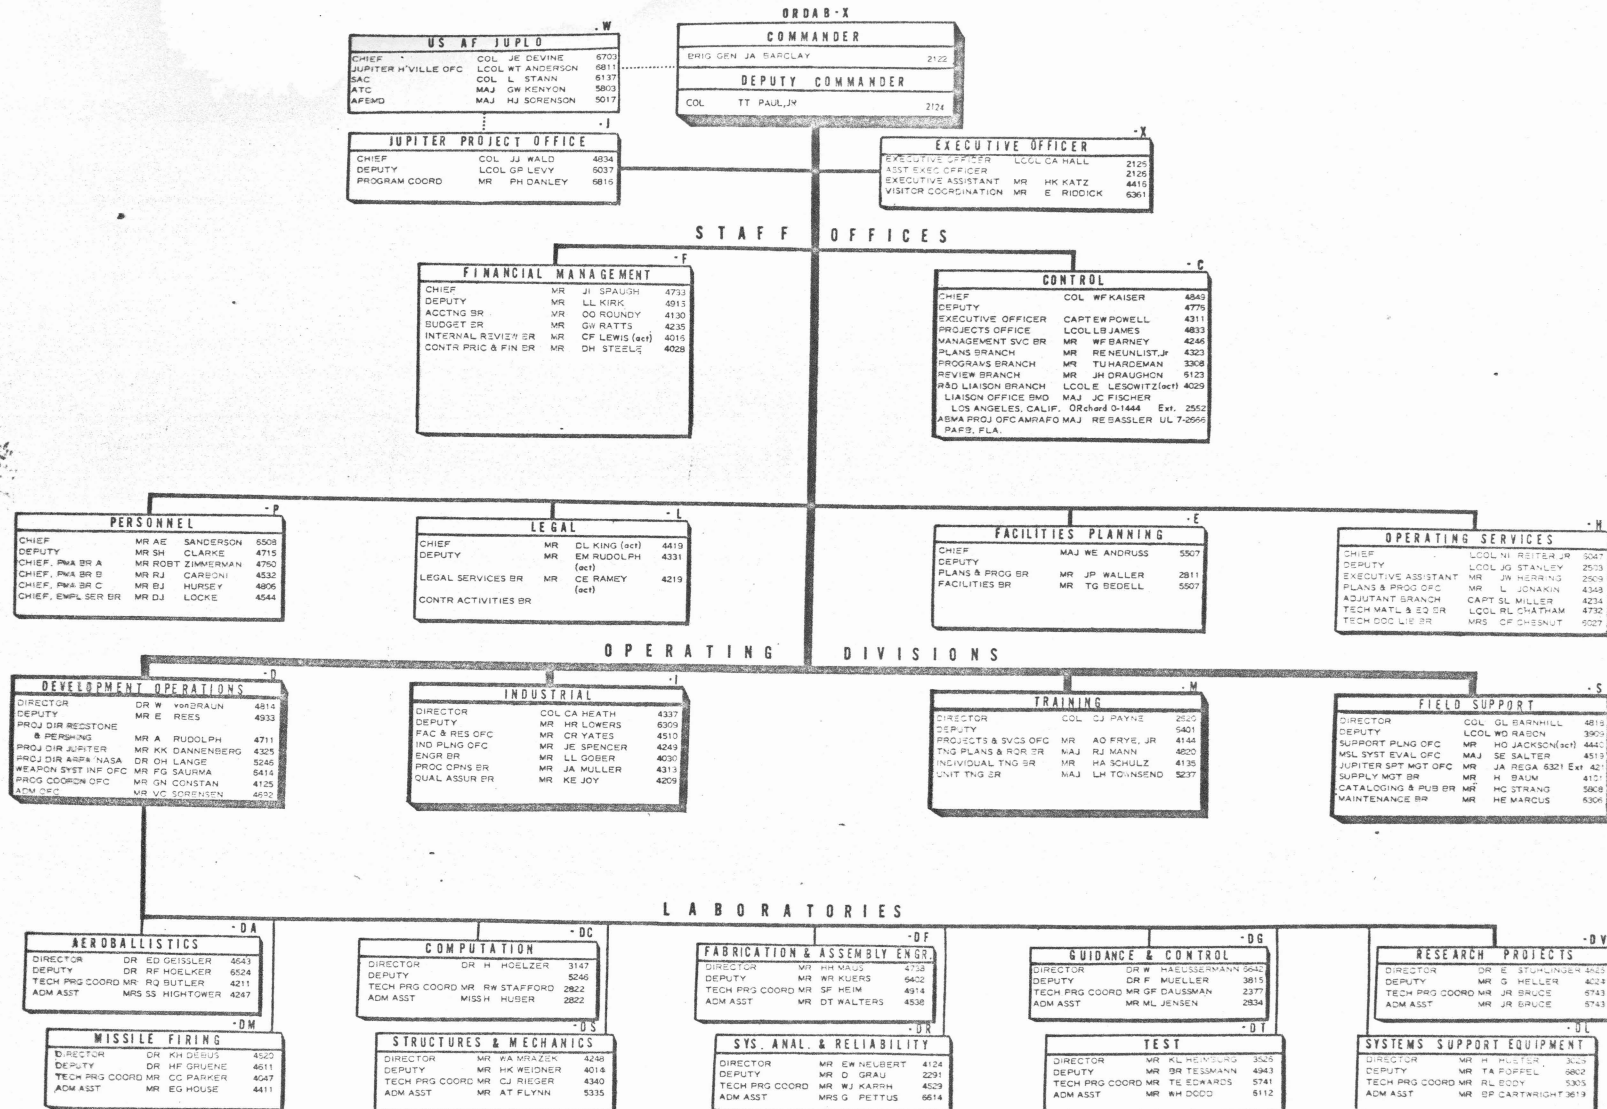 ORDAB-X
COMMANDER
BRIG GEN JA BARCLAY 2122
DEPUTY COMMANDER
COL TT PAUL,JR 2124
-W
US AF JUPLO
CHIEF COL JE DEVINE 6703
JUPITER H'VILLE OFC LCOL WT ANDERSON 6811
SAC COL L STANN 6137
ATC MAJ GW KENYON 5803
AFBMD MAJ HJ SORENSON 5017
-J
JUPITER PROJECT OFFICE
CHIEF COL JJ WALD 4834
DEPUTY LCOL GP LEVY 6037
PROGRAM COORD MR PH DANLEY 6816
-X
EXECUTIVE OFFICER
EXECUTIVE OFFICER LCOL CA HALL 2125
ASST EXEC OFFICER 2126
EXECUTIVE ASSISTANT MR HK KATZ 4416
VISITOR COORDINATION MR E RIDDICK 6361
STAFF OFFICES
-F
FINANCIAL MANAGEMENT
CHIEF MR JI SPAUGH 4733
DEPUTY MR LL KIRK 4915
ACCTNG BR MR OO ROUNDY 4130
BUDGET BR MR GW RATTS 4235
INTERNAL REVIEW BR MR CF LEWIS (act) 4016
CONTR PRIC & FIN BR MR DH STEELE 4028
-C
CONTROL
CHIEF COL WF KAISER 4849
DEPUTY 4776
EXECUTIVE OFFICER CAPT EW POWELL 4311
PROJECTS OFFICE LCOL LB JAMES 4833
MANAGEMENT SVC BR MR WF BARNEY 4246
PLANS BRANCH MR RE NEUNLIST,Jr 4323
PROGRAMS BRANCH MR TU HARDEMAN 3308
REVIEW BRANCH MR JH DRAUGHON 5123
R&D LIAISON BRANCH LCOL E LESOWITZ(act) 4029
LIAISON OFFICE BMD MAJ JC FISCHER
LOS ANGELES, CALIF. ORchard 0-1444 Ext. 2552
ABMA PROJ OFC AMRAFO MAJ RE BASSLER UL 7-2666
PAFB, FLA.
-P
PERSONNEL
CHIEF MR AE SANDERSON 5508
DEPUTY MR SH CLARKE 4715
CHIEF, PMA BR A MR ROBT ZIMMERMAN 4750
CHIEF, PMA BR B MR RJ CARBONI 4532
CHIEF, PMA BR C MR BJ HURSEY 4806
CHIEF, EMPL SER BR MR DJ LOCKE 4544
-L
LEGAL
CHIEF MR CL KING (act) 4419
DEPUTY MR EM RUDOLPH 4331
(act)
LEGAL SERVICES BR MR CE RAMEY 4219
(act)
CONTR ACTIVITIES BR
-E
FACILITIES PLANNING
CHIEF MAJ WE ANDRUSS 5507
DEPUTY
PLANS & PROG BR MR JP WALLER 2811
FACILITIES BR MR TG BEDELL 5507
-H
OPERATING SERVICES
CHIEF LCOL NI REITER JR 5047
DEPUTY LCOL JG STANLEY 2503
EXECUTIVE ASSISTANT MR JW HERRING 2509
PLANS & PROG OFC MR L JONAKIN 4348
ADJUTANT BRANCH CAPT SL MILLER 4234
TECH MATL & EQ BR LCOL RL CHATHAM 4732
TECH DOC LIB BR MRS CF CHESNUT 6027
OPERATING DIVISIONS
-D
DEVELOPMENT OPERATIONS
DIRECTOR DR W vonBRAUN 4814
DEPUTY MR E REES 4933
PROJ DIR REDSTONE
& PERSHING MR A RUDOLPH 4711
PROJ DIR JUPITER MR KK DANNENBERG 4325
PROJ DIR ARPA NASA DR OH LANGE 5246
WEAPON SYST INF OFC MR FG SAURMA 6414
PROG COORDN OFC MR GN CONSTAN 4125
ADM OFC MR VC SORENSEN 4692
-I
INDUSTRIAL
DIRECTOR COL CA HEATH 4337
DEPUTY MR HR LOWERS 6309
FAC & RES OFC MR CR YATES 4510
IND PLNG OFC MR JE SPENCER 4249
ENGR BR MR LL GOBER 4030
PROC OPNS BR MR JA MULLER 4313
QUAL ASSUR BR MR KE JOY 4209
-M
TRAINING
DIRECTOR COL CJ PAYNE 2520
DEPUTY 5401
PROJECTS & SVCS OFC MR AO FRYE, JR 4144
TNG PLANS & RQR BR MAJ RJ MANN 4820
INDIVIDUAL TNG BR MR HA SCHULZ 4135
UNIT TNG BR MAJ LH TOWNSEND 5237
-S
FIELD SUPPORT
DIRECTOR COL GL BARNHILL 4818
DEPUTY LCOL WD RABON 3909
SUPPORT PLNG OFC MR HO JACKSON(act) 4440
MSL SYST EVAL OFC MAJ SE SALTER 4519
JUPITER SPT MGT OFC MR JA REGA 6321 Ext 421
SUPPLY MGT BR MR H BAUM 4101
CATALOGING & PUB BR MR HC STRANG 5808
MAINTENANCE BR MR HE MARCUS 6306
LABORATORIES
-DA
AEROBALLISTICS
DIRECTOR DR ED GEISSLER 4643
DEPUTY DR RF HOELKER 6524
TECH PRG COORD MR RQ BUTLER 4211
ADM ASST MRS SS HIGHTOWER 4247
-DC
COMPUTATION
DIRECTOR DR H HOELZER 3147
DEPUTY 5246
TECH PRG COORD MR RW STAFFORD 2822
ADM ASST MISS H HUBER 2822
-DF
FABRICATION & ASSEMBLY ENGR.
DIRECTOR MR HH MAUS 4738
DEPUTY MR WR KUERS 6402
TECH PRG COORD MR SF HEIM 4914
ADM ASST MR DT WALTERS 4538
-DG
GUIDANCE & CONTROL
DIRECTOR DR W HAEUSSERMANN 6642
DEPUTY DR F MUELLER 3815
TECH PRG COORD MR GF DAUSSMAN 2377
ADM ASST MR ML JENSEN 2834
-DV
RESEARCH PROJECTS
DIRECTOR DR E STUHLINGER 4625
DEPUTY MR G HELLER 4024
TECH PRG COORD MR JR BRUCE 6743
ADM ASST MR JR BRUCE 6743
-DM
MISSILE FIRING
DIRECTOR DR KH DEBUS 4520
DEPUTY DR HF GRUENE 4611
TECH PRG COORD MR CC PARKER 4047
ADM ASST MR EG HOUSE 4411
-DS
STRUCTURES & MECHANICS
DIRECTOR MR WA MRAZEK 4248
DEPUTY MR HK WEIDNER 4014
TECH PRG COORD MR CJ RIEGER 4340
ADM ASST MR AT FLYNN 5335
-DR
SYS. ANAL. & RELIABILITY
DIRECTOR MR EW NEUBERT 4124
DEPUTY MR D GRAU 2291
TECH PRG COORD MR WJ KARRH 4529
ADM ASST MRS G PETTUS 6614
-DT
TEST
DIRECTOR MR KL HEIMBURG 3526
DEPUTY MR BR TESSMANN 4943
TECH PRG COORD MR TE EDWARDS 5741
ADM ASST MR WH DODD 5112
-DL
SYSTEMS SUPPORT EQUIPMENT
DIRECTOR MR H HUETER 3025
DEPUTY MR TA POPPEL 6802
TECH PRG COORD MR RL BODY 5305
ADM ASST MR BP CARTWRIGHT 3619